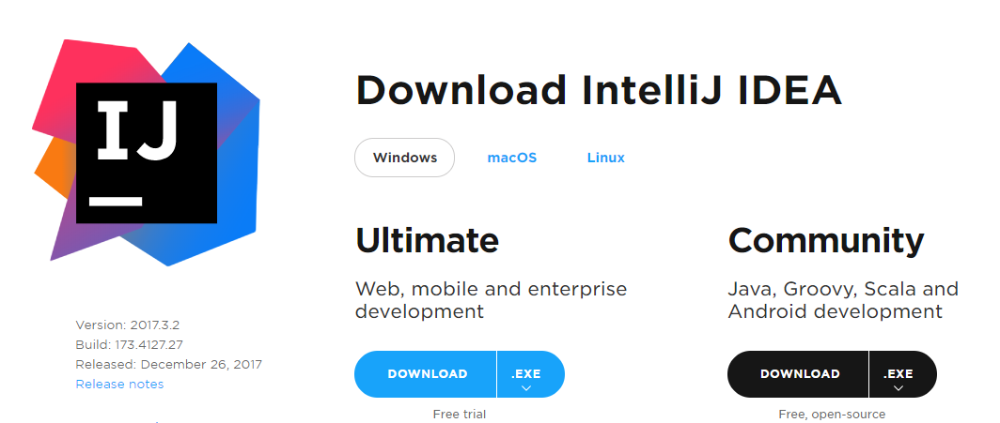 IJ
Download IntelliJ IDEA
Windows macOS Linux
Ultimate
Web, mobile and enterprise
development
DOWNLOAD .EXE
Free trial
Community
Java, Groovy, Scala and
Android development
DOWNLOAD .EXE
Free, open-source
Version: 2017.3.2
Build: 173.4127.27
Released: December 26, 2017
Release notes